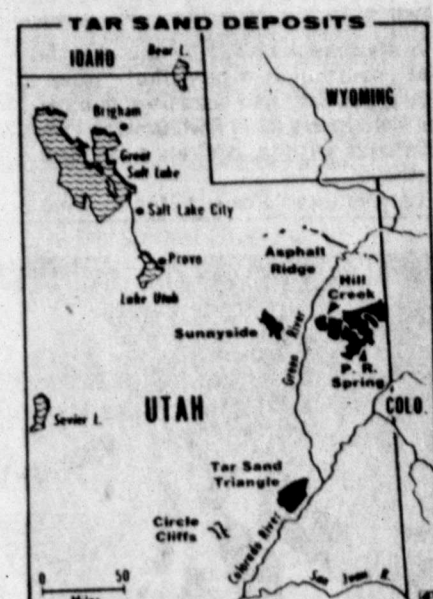 TAR SAND DEPOSITS
IDAHO
Bear L.
WYOMING
Brigham
Great
Salt Lake
Salt Lake City
Provo
Lake Utah
Asphalt
Ridge
Hill
Creek
Sunnyside
Green River
P. R.
Spring
COLO.
UTAH
Sevier L.
Tar Sand
Triangle
Circle
Cliffs
Colorado River
San Juan R.
0 50
Miles